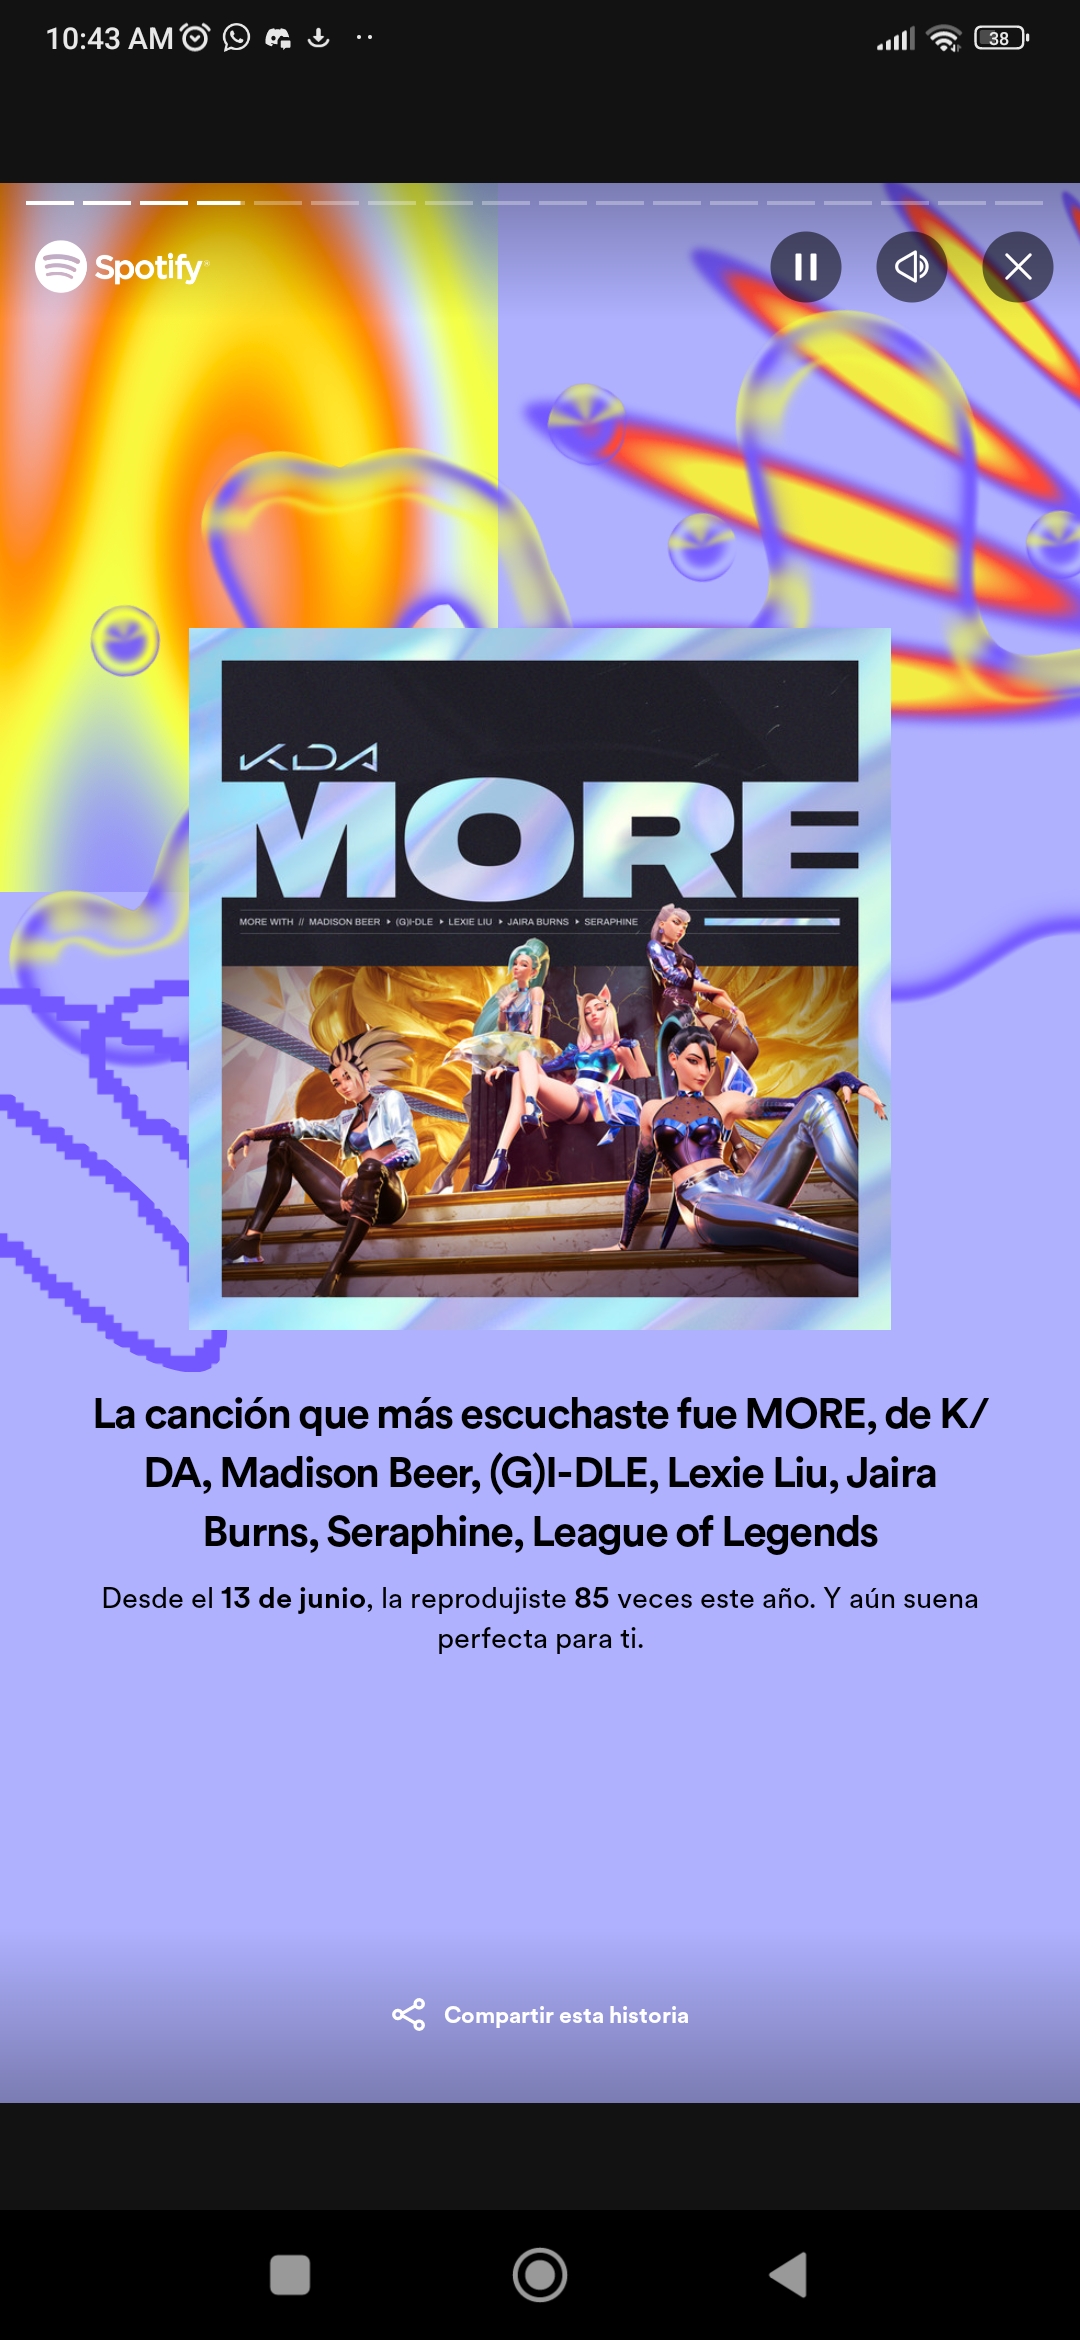 10:43 AM
38
Spotify
K/DA
MORE
MORE WITH // MADISON BEER ▸ (G)I-DLE ▸ LEXIE LIU ▸ JAIRA BURNS ▸ SERAPHINE
La canción que más escuchaste fue MORE, de K/
DA, Madison Beer, (G)I-DLE, Lexie Liu, Jaira
Burns, Seraphine, League of Legends
Desde el 13 de junio, la reprodujiste 85 veces este año. Y aún suena
perfecta para ti.
Compartir esta historia